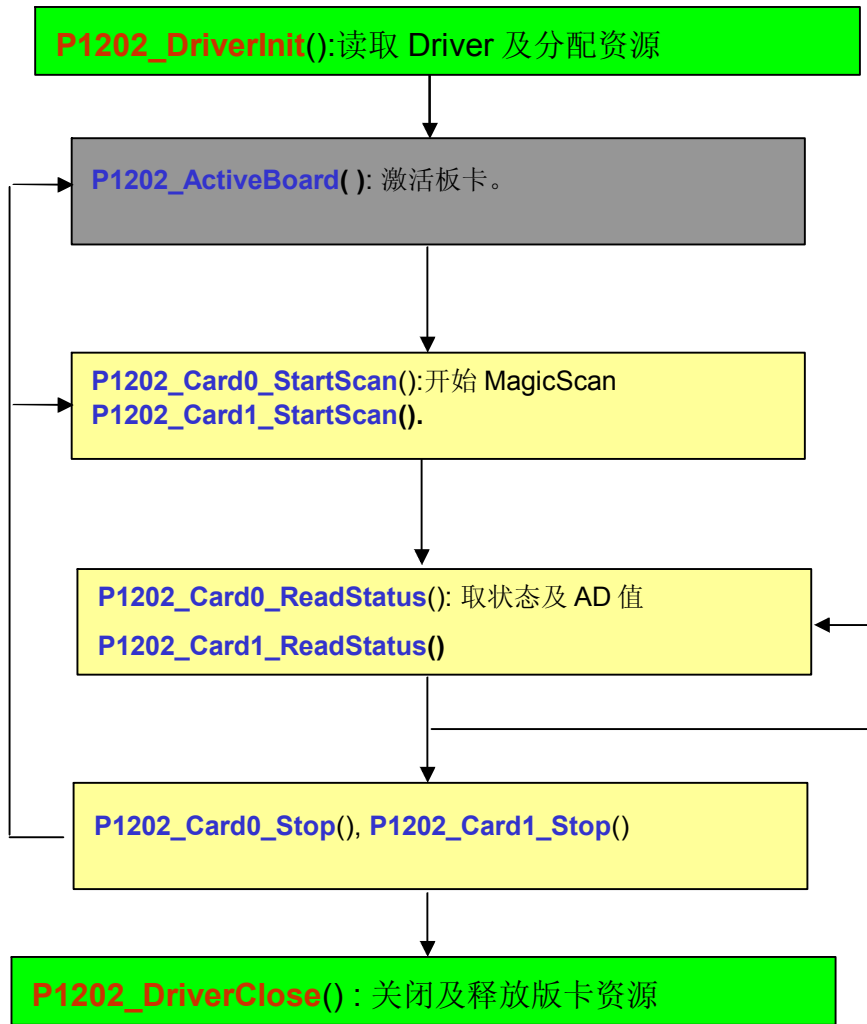 P1202_DriverInit():读取 Driver 及分配资源
P1202_ActiveBoard( ): 激活板卡。
P1202_Card0_StartScan():开始 MagicScan
P1202_Card1_StartScan().
P1202_Card0_ReadStatus(): 取状态及 AD 值
P1202_Card1_ReadStatus()
P1202_Card0_Stop(), P1202_Card1_Stop()
P1202_DriverClose() : 关闭及释放版卡资源